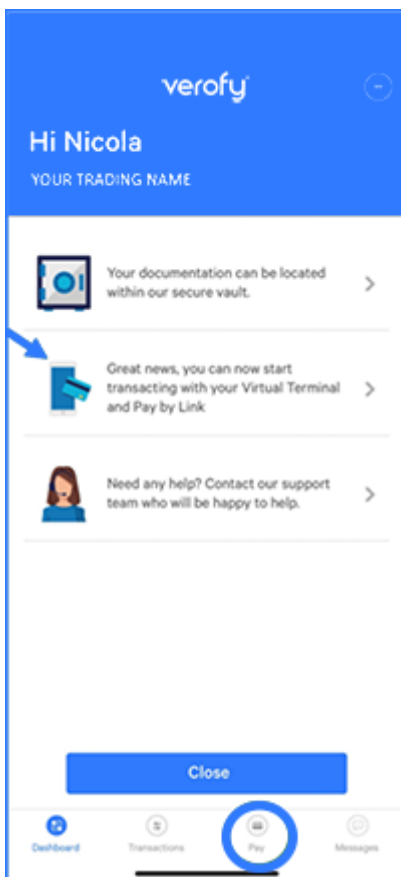 verofy
Hi Nicola
YOUR TRADING NAME
Your documentation can be located
within our secure vault.
Great news, you can now start
transacting with your Virtual Terminal
and Pay by Link
Need any help? Contact our support
team who will be happy to help.
Close
Dashboard Transactions Pay Messages